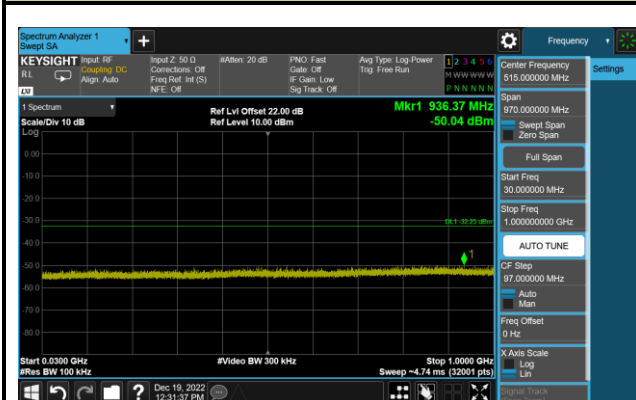 Spectrum Analyzer 1
Swept SA
Frequency
KEYSIGHT Input: RF Input Z: 50 Ω #Atten: 20 dB PNO: Fast Avg Type: Log-Power 1 2 3 4 5 6
RL Coupling: DC Corrections: Off Gate: Off Trig: Free Run M W W W W W
Align: Auto Freq Ref: Int (S) IF Gain: Low
NFE: Off Sig Track: Off P N N N N N
LXI
1 Spectrum
Scale/Div 10 dB
Log
Ref Lvl Offset 22.00 dB
Ref Level 10.00 dBm
Mkr1 936.37 MHz
-50.04 dBm
0.00
-10.0
-20.0
-30.0
-40.0
-50.0
-60.0
-70.0
-80.0
DL1 -32.25 dBm
1
Start 0.0300 GHz #Video BW 300 kHz Stop 1.0000 GHz
#Res BW 100 kHz Sweep ~4.74 ms (32001 pts)
Center Frequency
515.000000 MHz
Settings
Span
970.000000 MHz
Swept Span
Zero Span
Full Span
Start Freq
30.000000 MHz
Stop Freq
1.000000000 GHz
AUTO TUNE
CF Step
97.000000 MHz
Auto
Man
Freq Offset
0 Hz
X Axis Scale
Log
Lin
Signal Track
?
Dec 19, 2022
12:31:37 PM